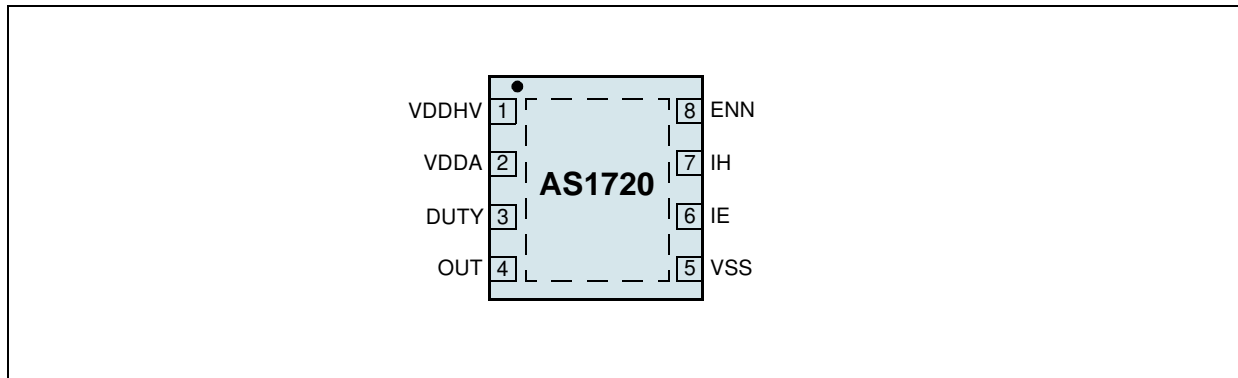 VDDHV 1 8 ENN
VDDA 2 7 IH
AS1720
DUTY 3 6 IE
OUT 4 5 VSS